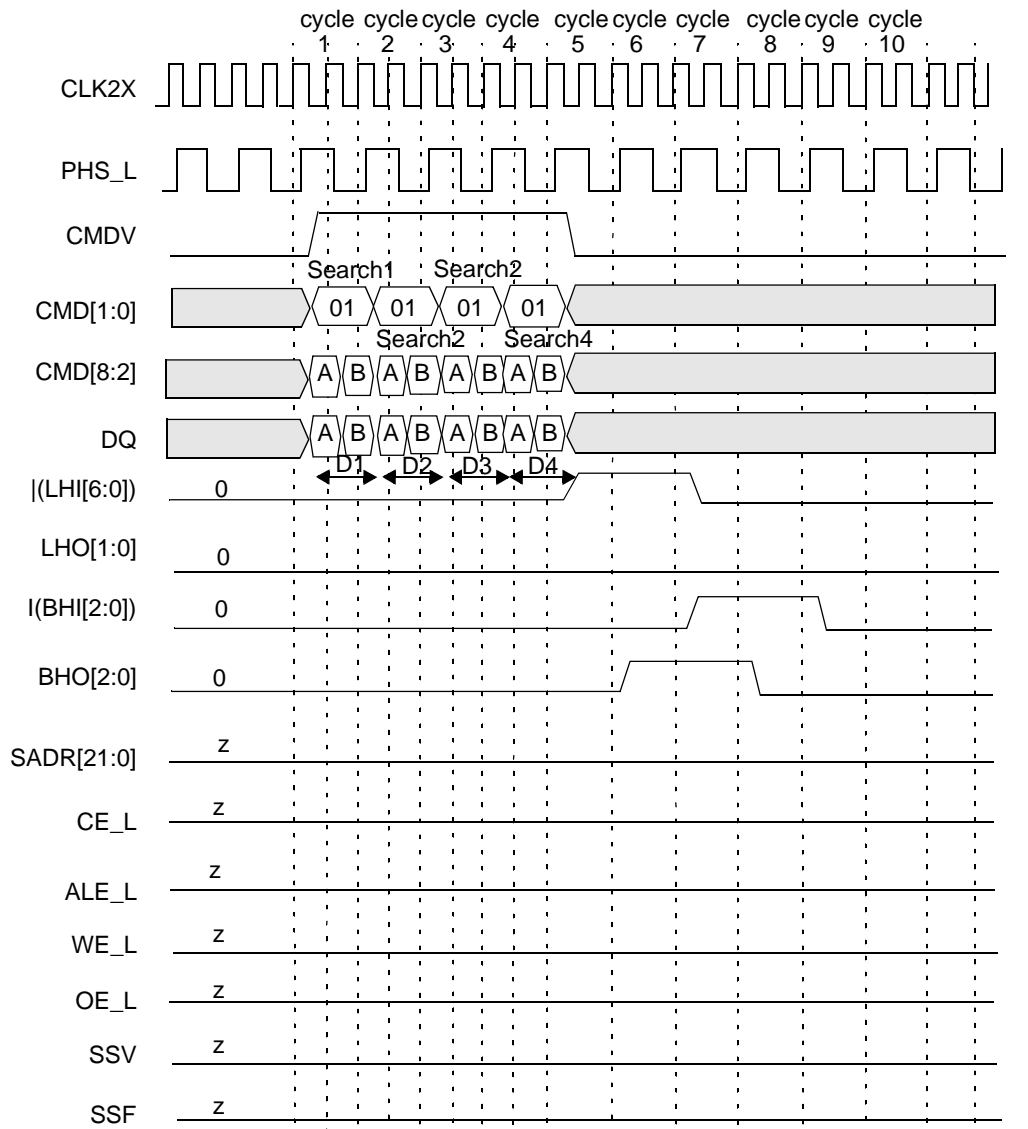 cycle cycle cycle cycle cycle cycle cycle cycle cycle cycle
1 2 3 4 5 6 7 8 9 10
CLK2X
PHS_L
CMDV
Search1 Search2
CMD[1:0] 01 01 01 01
Search2 Search4
CMD[8:2] A B A B A B A B
DQ A B A B A B A B
D1 D2 D3 D4
|(LHI[6:0]) 0
LHO[1:0] 0
I(BHI[2:0]) 0
BHO[2:0] 0
SADR[21:0] z
CE_L z
ALE_L z
WE_L z
OE_L z
SSV z
SSF z